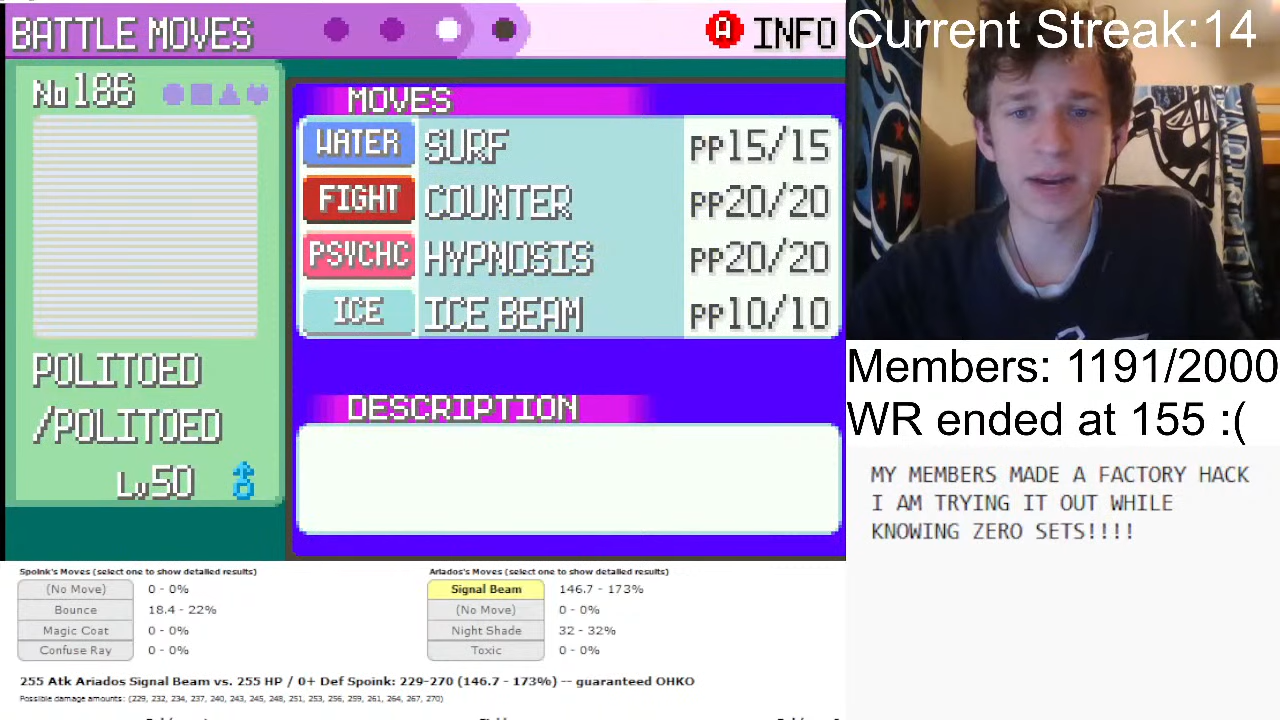 BATTLE MOVES
A INFO
No186
MOVES
WATER SURF PP15/15
FIGHT COUNTER PP20/20
PSYCHC HYPNOSIS PP20/20
ICE ICE BEAM PP10/10
POLITOED
/POLITOED
Lv50 ♂
DESCRIPTION
Current Streak:14
Members: 1191/2000
WR ended at 155 :(
MY MEMBERS MADE A FACTORY HACK
I AM TRYING IT OUT WHILE
KNOWING ZERO SETS!!!!
Spoink's Moves (select one to show detailed results)
(No Move) 0 - 0%
Bounce 18.4 - 22%
Magic Coat 0 - 0%
Confuse Ray 0 - 0%
Ariados's Moves (select one to show detailed results)
Signal Beam 146.7 - 173%
(No Move) 0 - 0%
Night Shade 32 - 32%
Toxic 0 - 0%
255 Atk Ariados Signal Beam vs. 255 HP / 0+ Def Spoink: 229-270 (146.7 - 173%) -- guaranteed OHKO
Possible damage amounts: (229, 232, 234, 237, 240, 243, 245, 248, 251, 253, 256, 259, 261, 264, 267, 270)